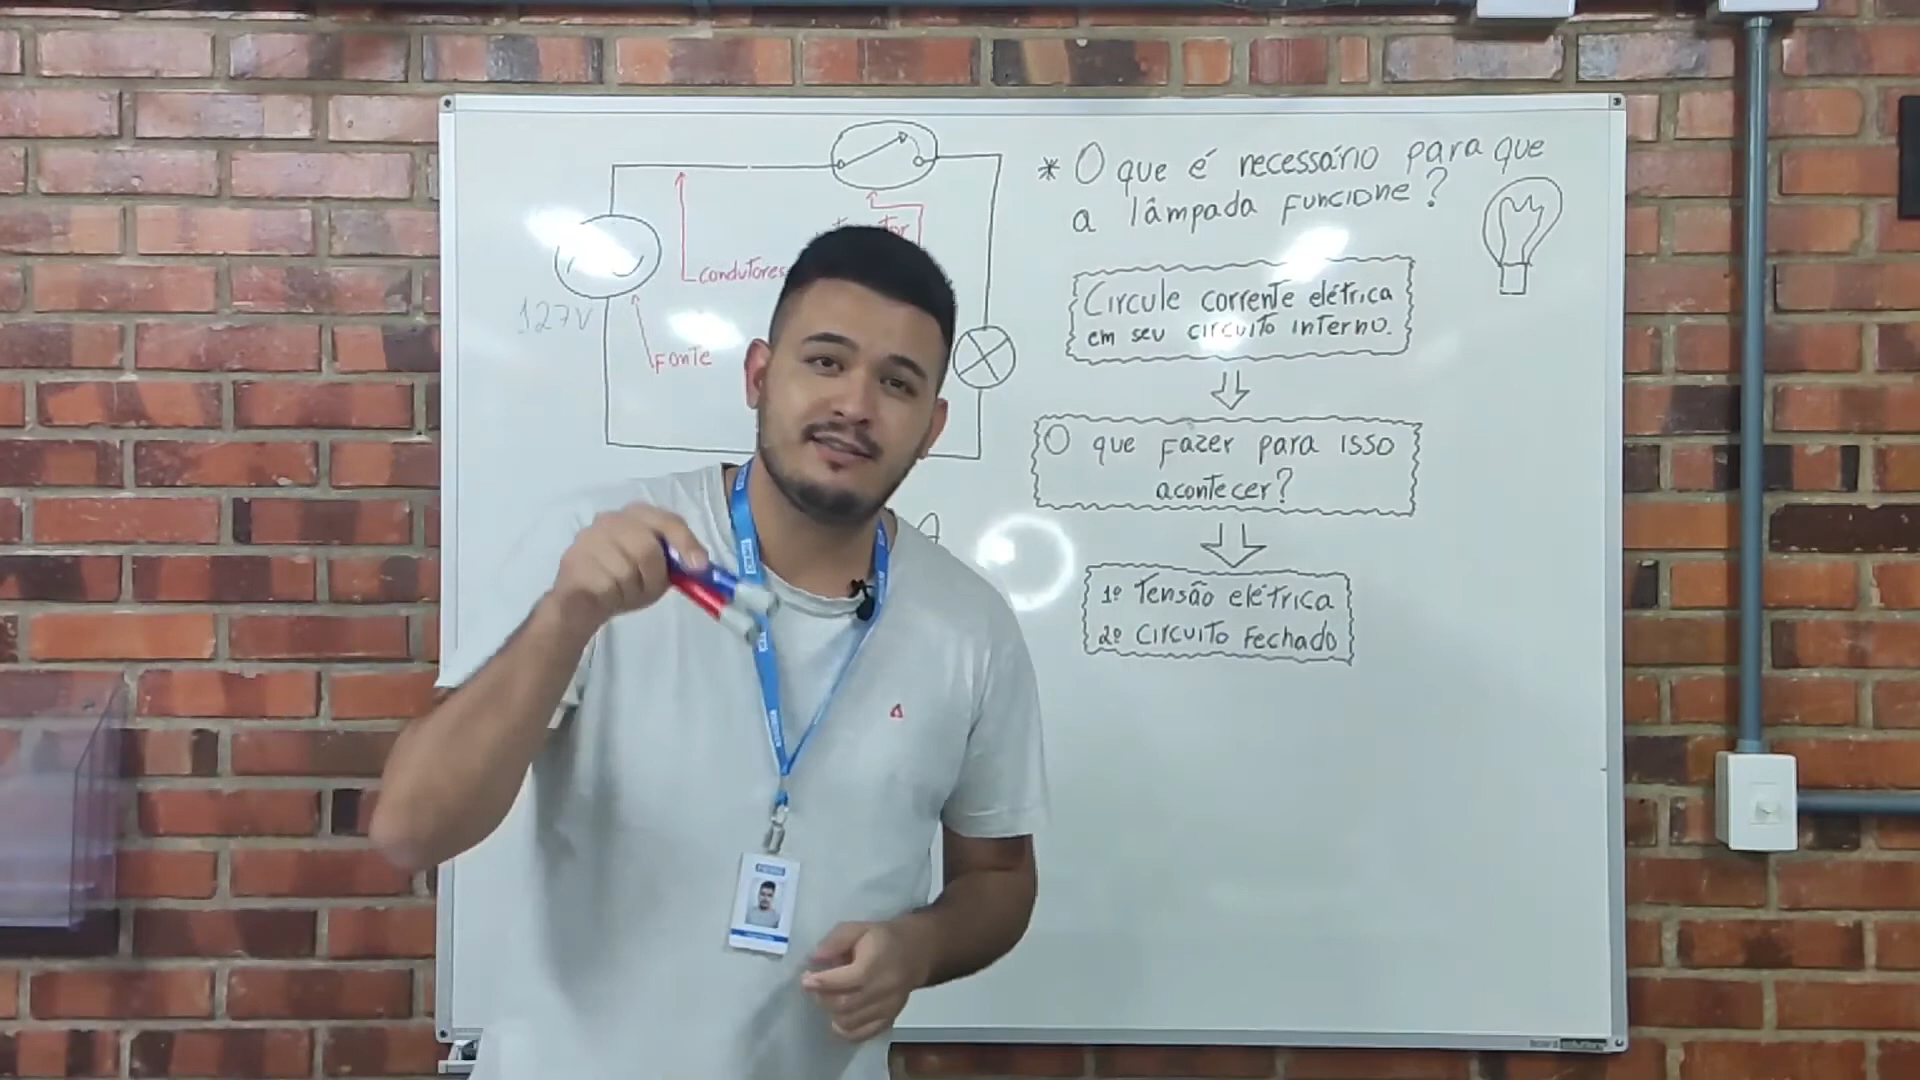 * O que é necessário para que
a lâmpada funcione?
condutores
127V
Fonte
Circule corrente elétrica
em seu circuito interno.
O que fazer para isso
acontecer?
1º Tensão elétrica
2º Circuito Fechado